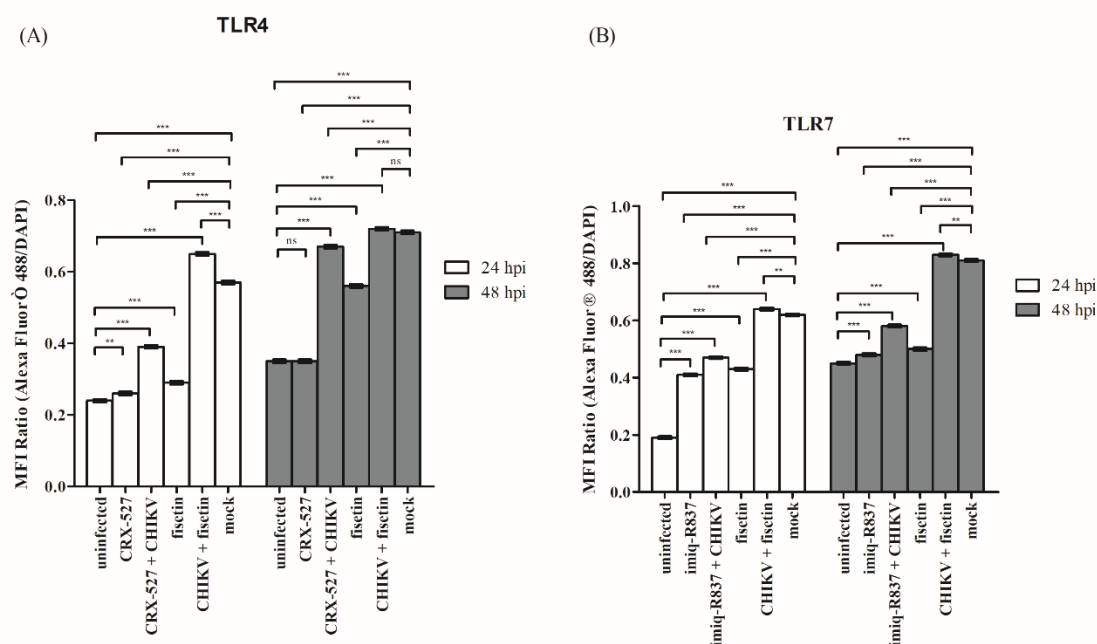 (A)
TLR4
MFI Ratio (Alexa FluorÒ 488/DAPI)
0.8
0.6
0.4
0.2
0.0
***
***
***
***
***
***
***
***
**
***
***
***
***
ns
***
***
***
ns
uninfected
CRX-527
CRX-527 + CHIKV
fisetin
CHIKV + fisetin
mock
uninfected
CRX-527
CRX-527 + CHIKV
fisetin
CHIKV + fisetin
mock
24 hpi
48 hpi
(B)
TLR7
MFI Ratio (Alexa Fluor® 488/DAPI)
1.0
0.8
0.6
0.4
0.2
0.0
***
***
***
***
**
***
***
***
***
***
***
***
***
**
***
***
***
***
uninfected
imiq-R837
imiq-R837 + CHIKV
fisetin
CHIKV + fisetin
mock
uninfected
imiq-R837
imiq-R837 + CHIKV
fisetin
CHIKV + fisetin
mock
24 hpi
48 hpi